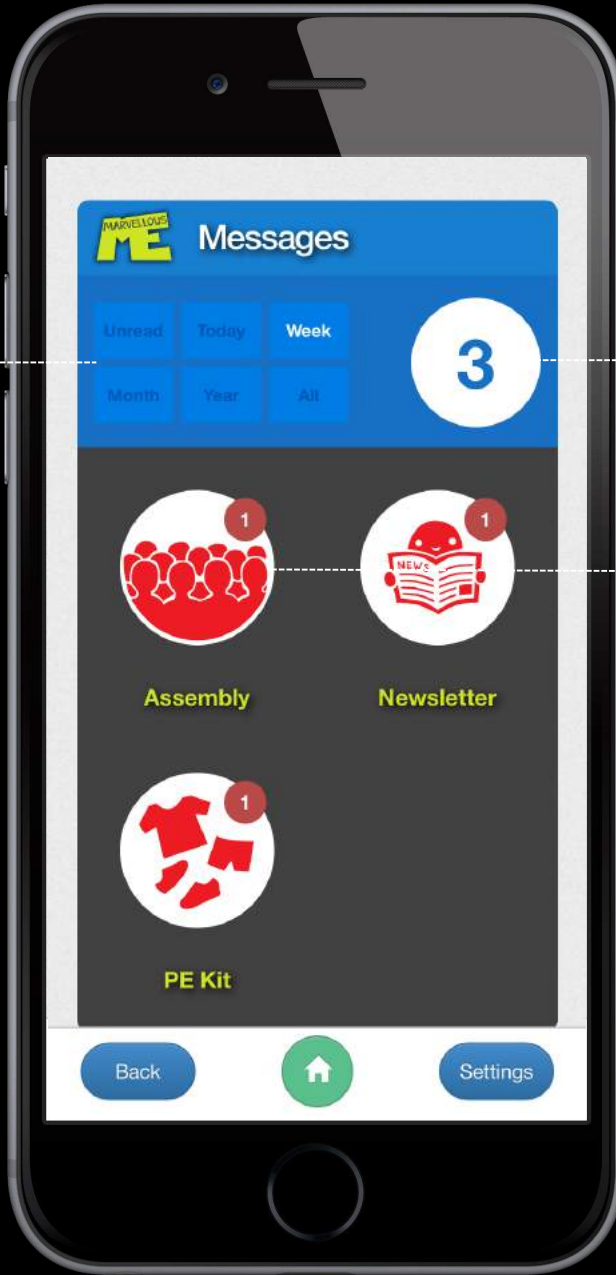 MARVELLOUS
ME
Messages
Unread Today Week
Month Year All
3
1
1
NEWS
Assembly Newsletter
1
PE Kit
Back Settings